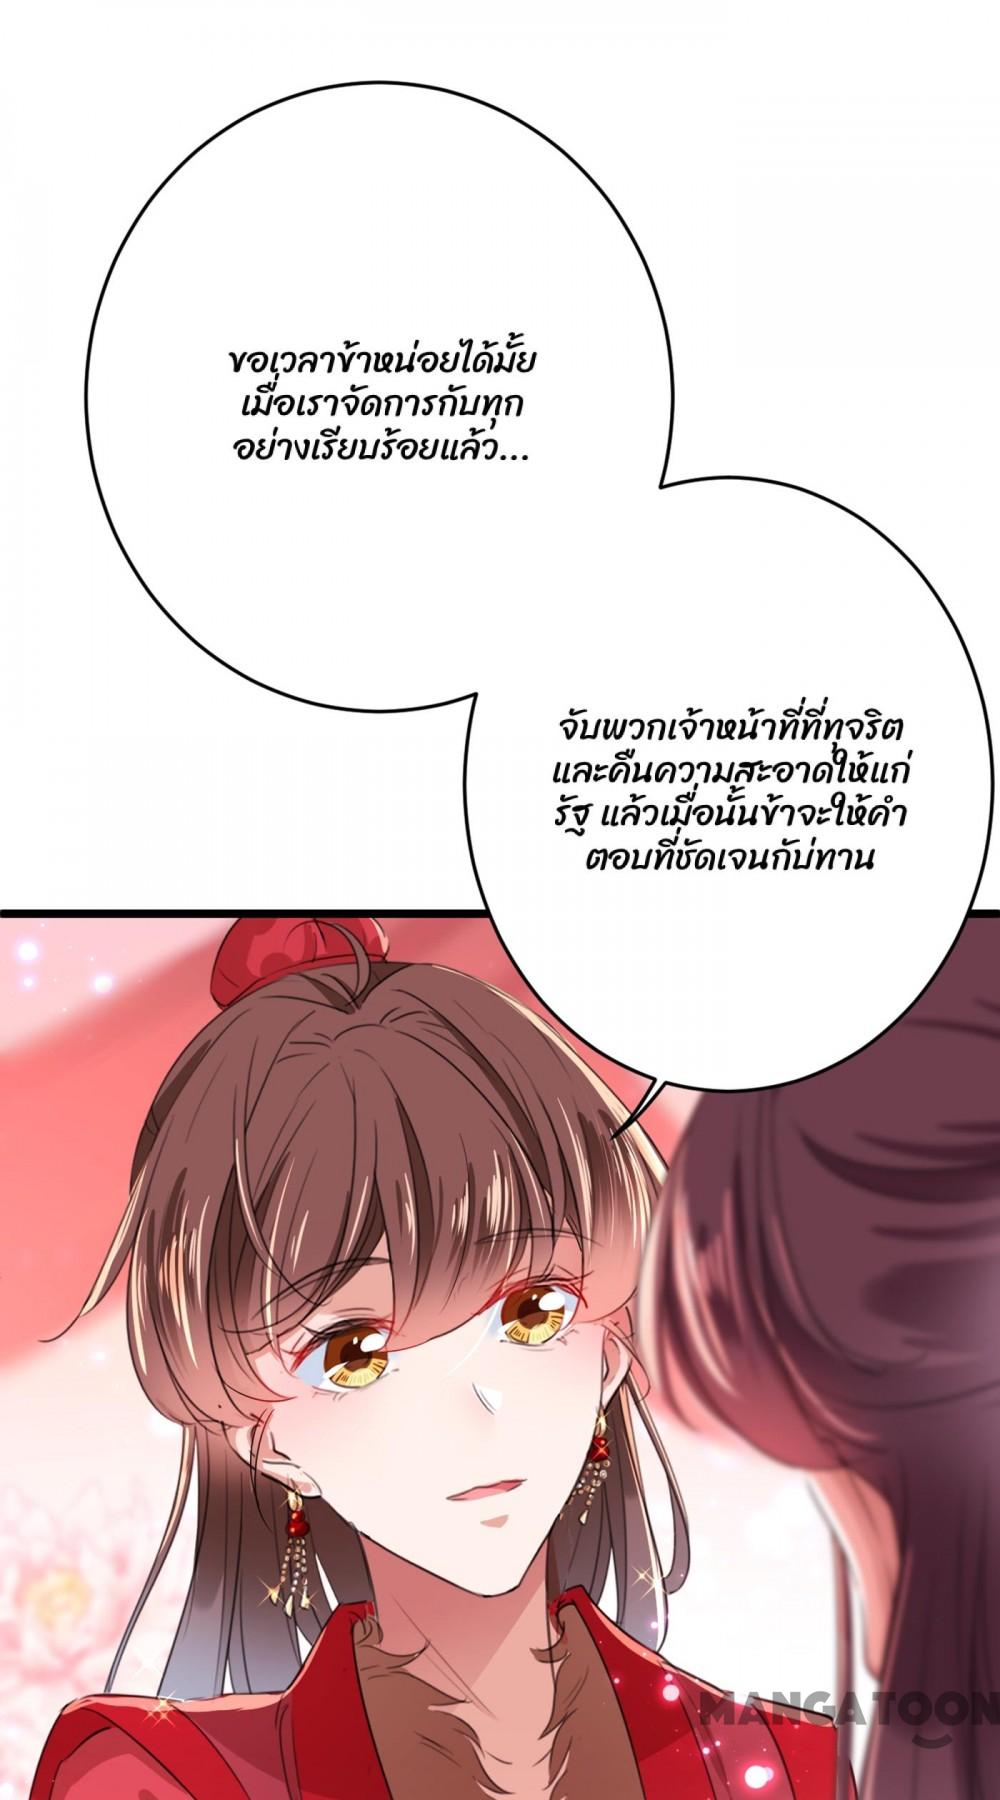 ขอเวลาข้าหน่อยได้มั้ย
เมื่อเราจัดการกับทุก
อย่างเรียบร้อยแล้ว...
จับพวกเจ้าหน้าที่ที่ทุจริต
และคืนความสะอาดให้แก่
รัฐ แล้วเมื่อนั้นข้าจะให้คำ
ตอบที่ชัดเจนกับท่าน
MANGATOON